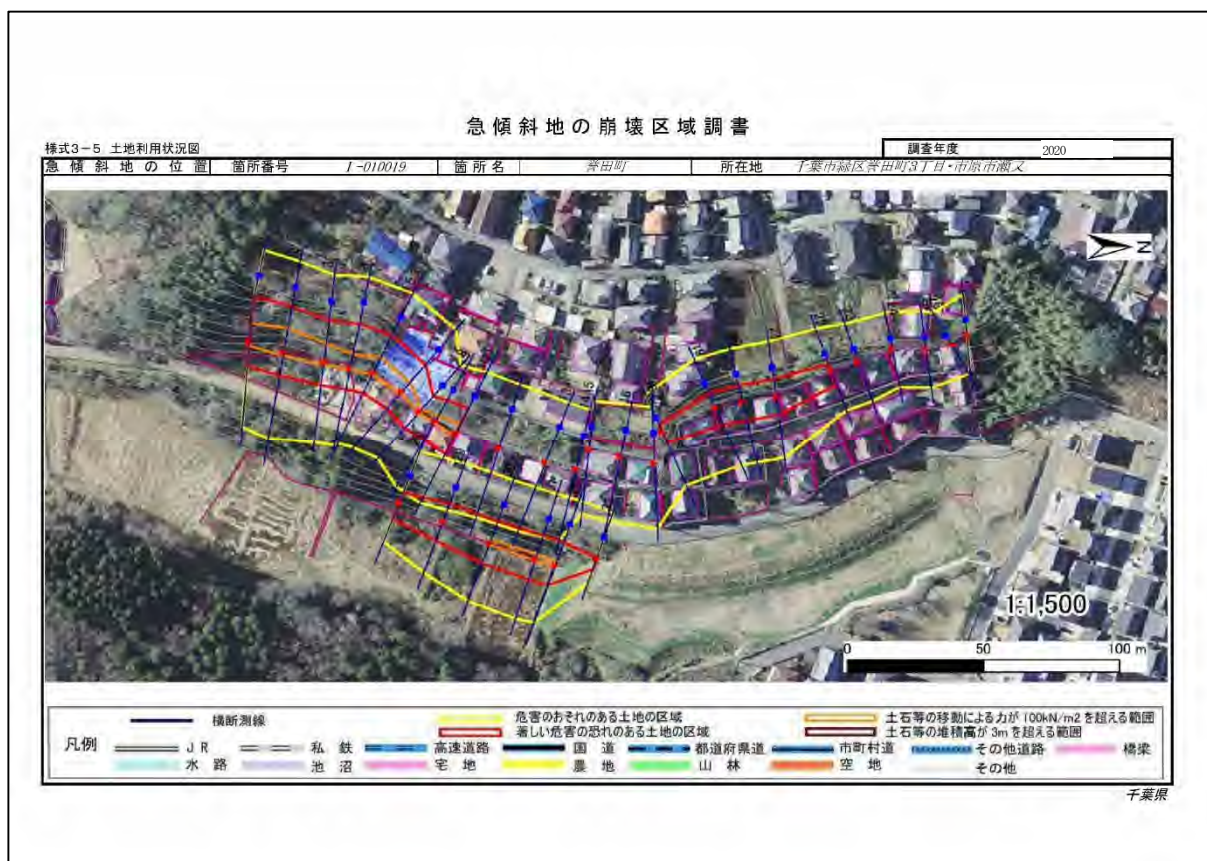 急傾斜地の崩壊区域調書
様式3-5 土地利用状況図
調査年度 2020
急傾斜地の位置 箇所番号 I-010019 箇所名 誉田町 所在地 千葉市緑区誉田町3丁目・市原市瀬又
N
1:1,500
0 50 100 m
凡例
横断測線 危害のおそれのある土地の区域 土石等の移動による力が100kN/m2を超える範囲
著しい危害の恐れのある土地の区域 土石等の堆積高が3mを超える範囲
JR 私鉄 高速道路 国道 都道府県道 市町村道 その他道路 橋梁
水路 池沼 宅地 農地 山林 空地 その他
千葉県